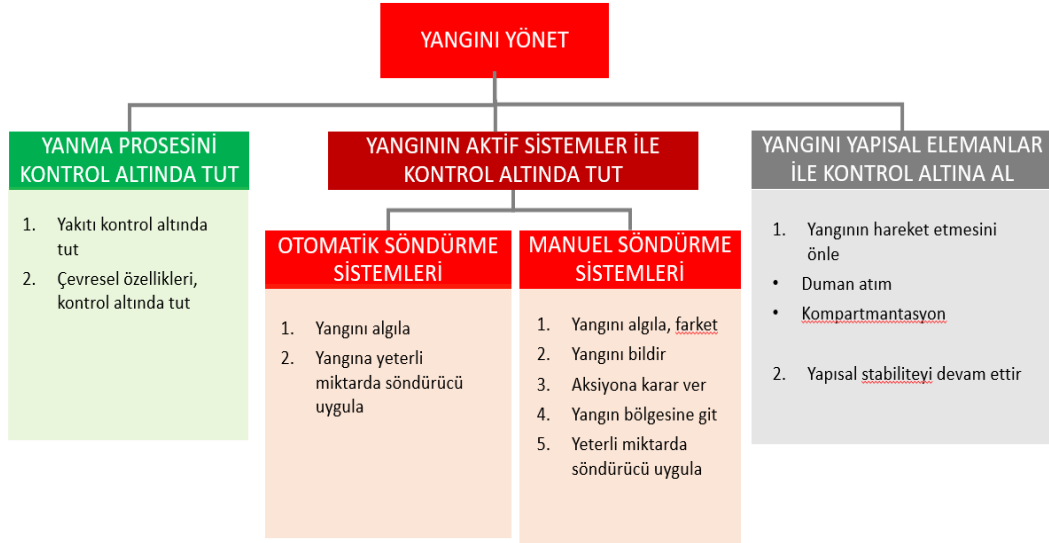 YANGINI YÖNET
YANMA PROSESİNİ
KONTROL ALTINDA TUT
1. Yakıtı kontrol altında
tut
2. Çevresel özellikleri,
kontrol altında tut
YANGININ AKTİF SİSTEMLER İLE
KONTROL ALTINDA TUT
OTOMATİK SÖNDÜRME
SİSTEMLERİ
1. Yangını algıla
2. Yangına yeterli
miktarda söndürücü
uygula
MANUEL SÖNDÜRME
SİSTEMLERİ
1. Yangını algıla, farket
2. Yangını bildir
3. Aksiyona karar ver
4. Yangın bölgesine git
5. Yeterli miktarda
söndürücü uygula
YANGINI YAPISAL ELEMANLAR
İLE KONTROL ALTINA AL
1. Yangının hareket etmesini
önle
• Duman atım
• Kompartmantasyon
2. Yapısal stabiliteyi devam ettir